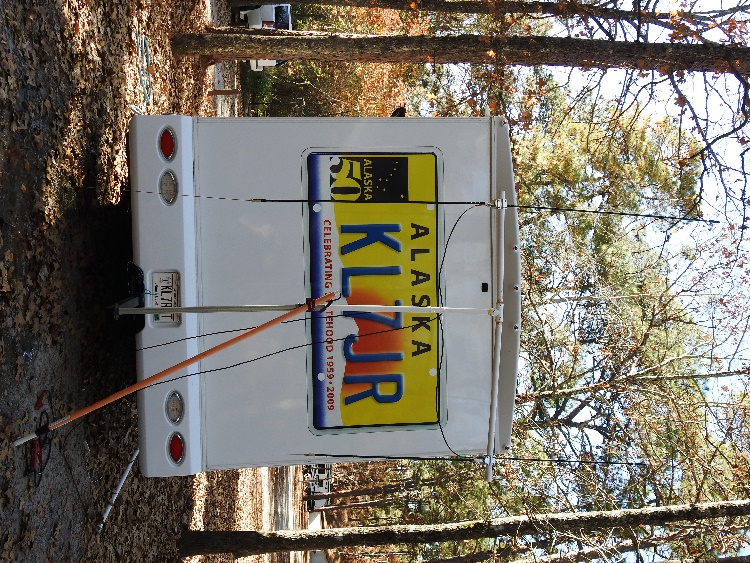 ALASKA
ALASKA
50
KL7JR
CELEBRATING STATEHOOD 1959 • 2009